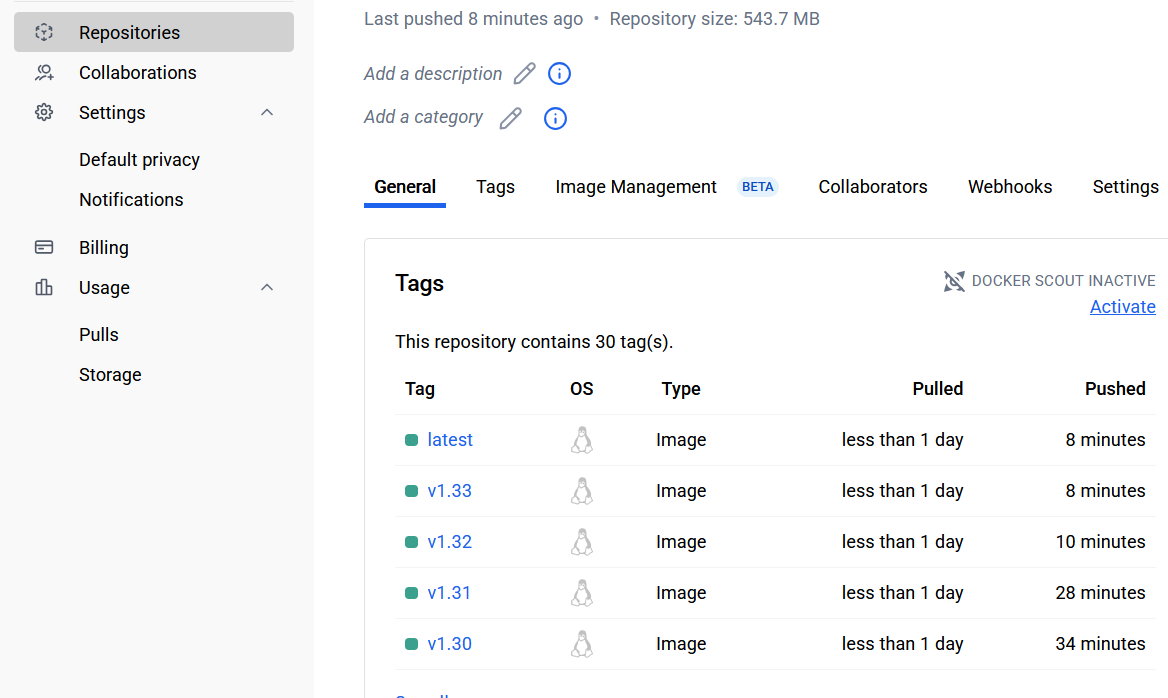 Last pushed 8 minutes ago • Repository size: 543.7 MB
Repositories
Collaborations
Settings
Default privacy
Notifications
Billing
Usage
Pulls
Storage
Add a description
Add a category
General Tags Image Management BETA Collaborators Webhooks Settings
Tags
DOCKER SCOUT INACTIVE
Activate
This repository contains 30 tag(s).
Tag OS Type Pulled Pushed
latest Image less than 1 day 8 minutes
v1.33 Image less than 1 day 8 minutes
v1.32 Image less than 1 day 10 minutes
v1.31 Image less than 1 day 28 minutes
v1.30 Image less than 1 day 34 minutes